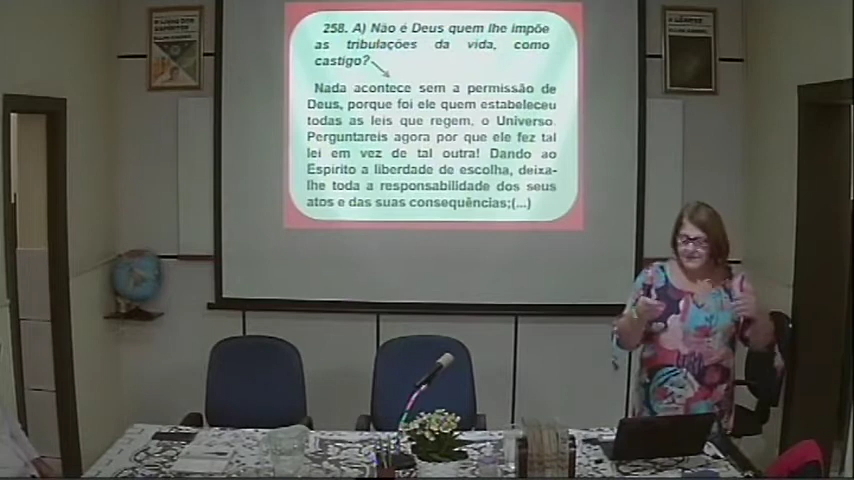 O LIVRO DOS
ESPÍRITOS
258. A) Não é Deus quem lhe impõe
as tribulações da vida, como
castigo?
Nada acontece sem a permissão de
Deus, porque foi ele quem estabeleceu
todas as leis que regem, o Universo.
Perguntareis agora por que ele fez tal
lei em vez de tal outra! Dando ao
Espírito a liberdade de escolha, deixa-
lhe toda a responsabilidade dos seus
atos e das suas consequências;(...)